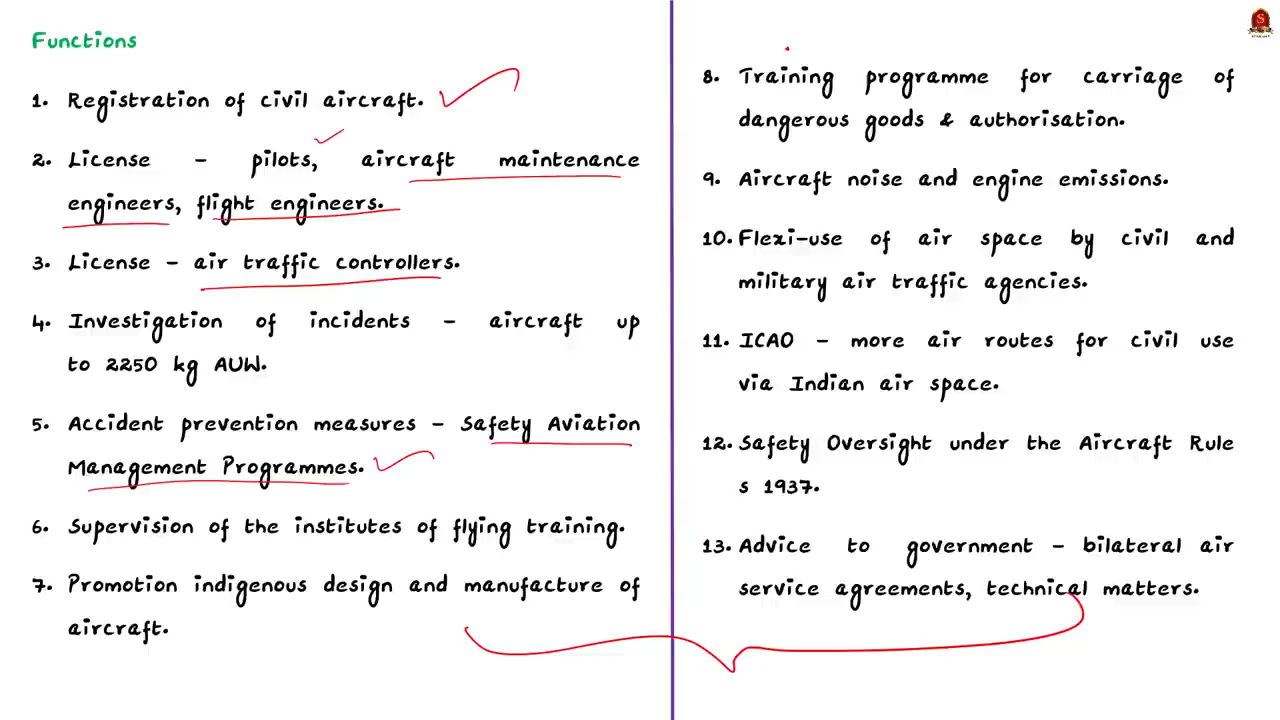 Functions
1. Registration of civil aircraft.
2. License - pilots, aircraft maintenance
engineers, flight engineers.
3. License - air traffic controllers.
4. Investigation of incidents - aircraft up
to 2250 kg AUW.
5. Accident prevention measures - Safety Aviation
Management Programmes.
6. Supervision of the institutes of flying training.
7. Promotion indigenous design and manufacture of
aircraft.
8. Training programme for carriage of
dangerous goods & authorisation.
9. Aircraft noise and engine emissions.
10. Flexi-use of air space by civil and
military air traffic agencies.
11. ICAO - more air routes for civil use
via Indian air space.
12. Safety Oversight under the Aircraft Rule
s 1937.
13. Advice to government - bilateral air
service agreements, technical matters.